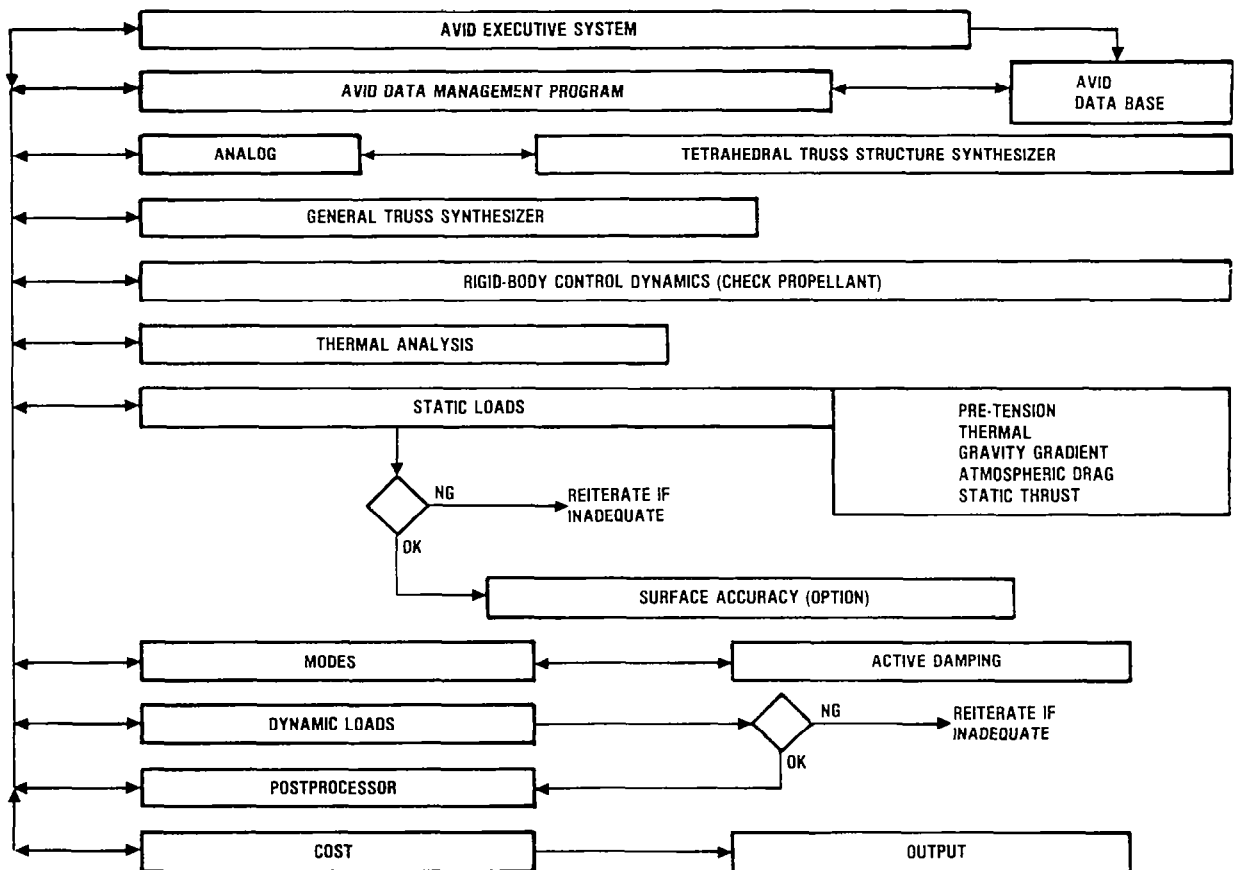 AVID EXECUTIVE SYSTEM
AVID DATA MANAGEMENT PROGRAM
AVID
DATA BASE
ANALOG
TETRAHEDRAL TRUSS STRUCTURE SYNTHESIZER
GENERAL TRUSS SYNTHESIZER
RIGID-BODY CONTROL DYNAMICS (CHECK PROPELLANT)
THERMAL ANALYSIS
STATIC LOADS
PRE-TENSION
THERMAL
GRAVITY GRADIENT
ATMOSPHERIC DRAG
STATIC THRUST
NG
REITERATE IF
INADEQUATE
OK
SURFACE ACCURACY (OPTION)
MODES
ACTIVE DAMPING
DYNAMIC LOADS
NG
REITERATE IF
INADEQUATE
OK
POSTPROCESSOR
COST
OUTPUT